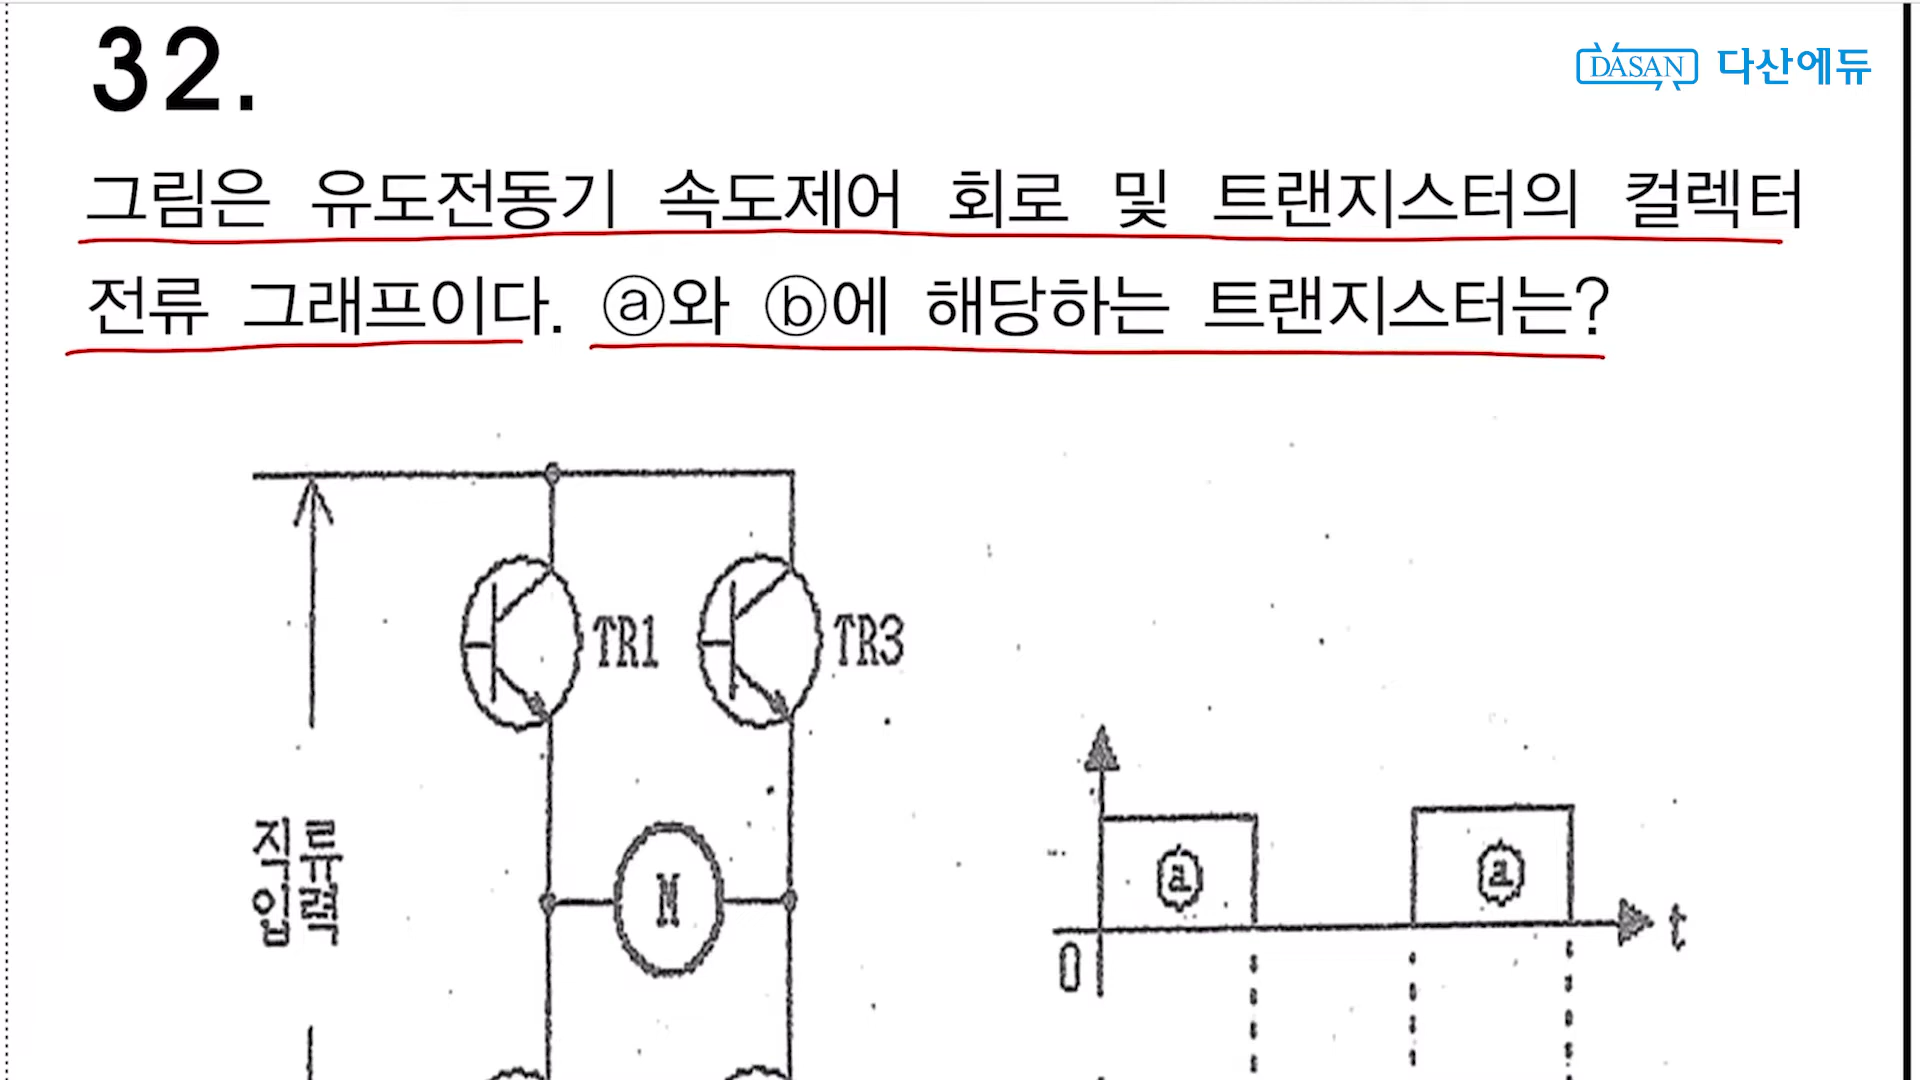 32.
DASAN 다산에듀
그림은 유도전동기 속도제어 회로 및 트랜지스터의 컬렉터
전류 그래프이다. ⓐ와 ⓑ에 해당하는 트랜지스터는?
TR1
TR3
직류
입력
M
ⓐ
ⓐ
0
t